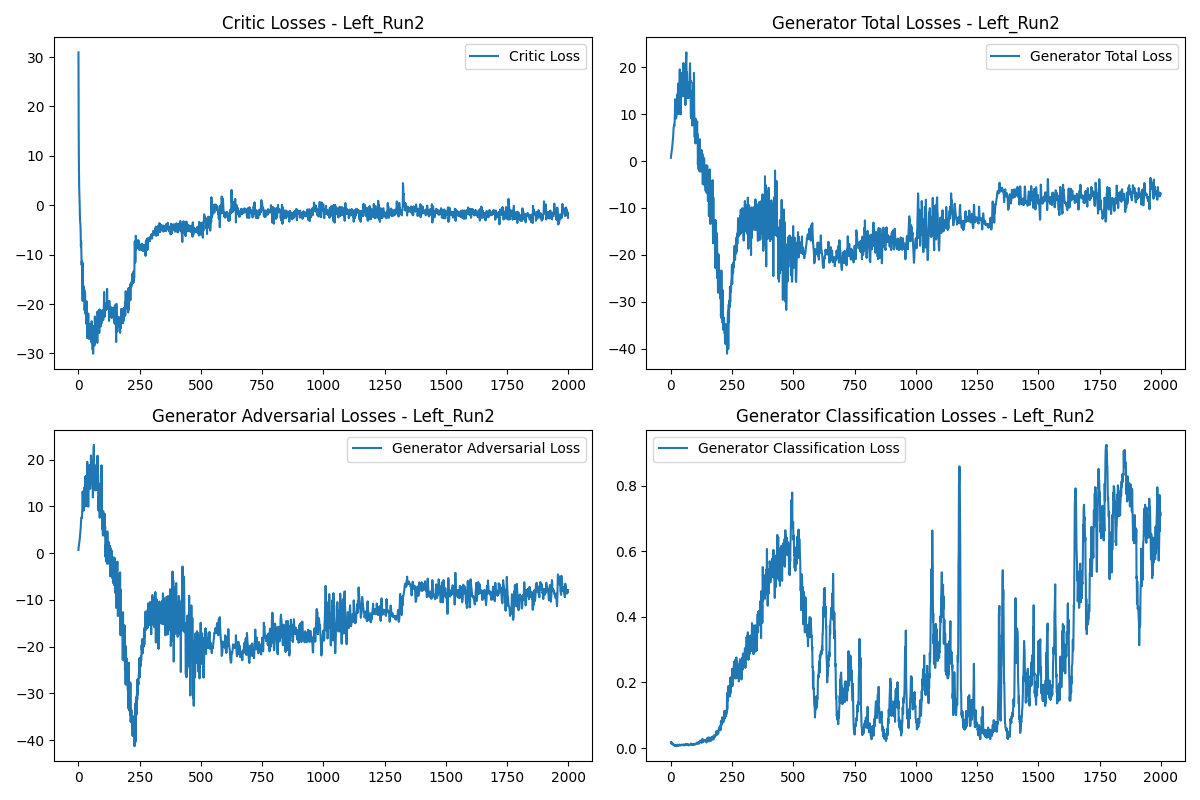 Critic Losses - Left_Run2
Critic Loss
30
20
10
0
−10
−20
−30
0 250 500 750 1000 1250 1500 1750 2000
Generator Total Losses - Left_Run2
Generator Total Loss
20
10
0
−10
−20
−30
−40
0 250 500 750 1000 1250 1500 1750 2000
Generator Adversarial Losses - Left_Run2
Generator Adversarial Loss
20
10
0
−10
−20
−30
−40
0 250 500 750 1000 1250 1500 1750 2000
Generator Classification Losses - Left_Run2
Generator Classification Loss
0.8
0.6
0.4
0.2
0.0
0 250 500 750 1000 1250 1500 1750 2000